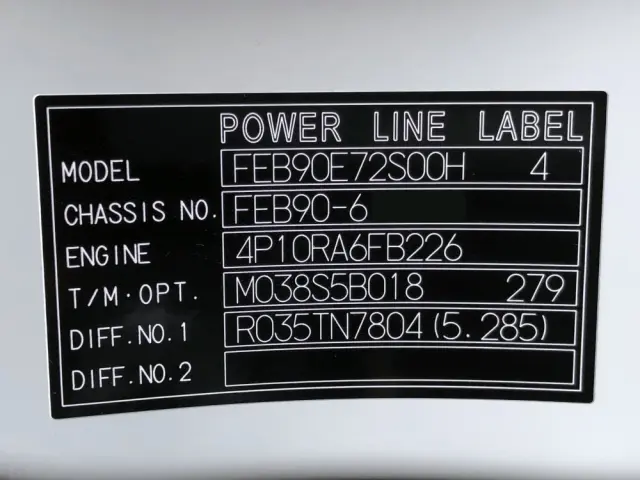 POWER LINE LABEL
MODEL FEB90E72S00H 4
CHASSIS NO. FEB90-6
ENGINE 4P10RA6FB226
T/M·OPT. M038S5B018 279
DIFF.NO.1 R035TN7804(5.285)
DIFF.NO.2